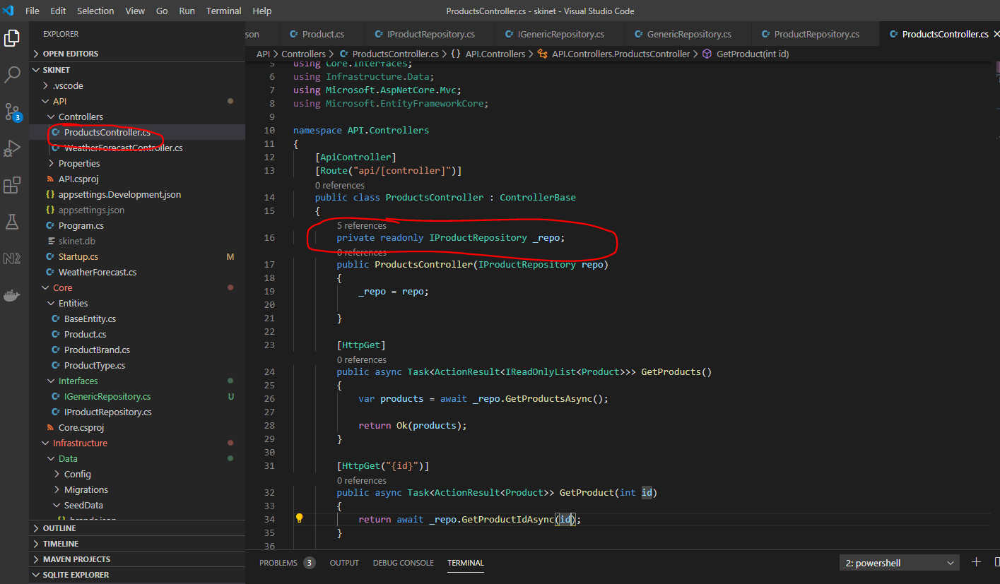 File Edit Selection View Go Run Terminal Help
ProductsController.cs - skinet - Visual Studio Code
EXPLORER
OPEN EDITORS
SKINET
.vscode
API
Controllers
ProductsController.cs
WeatherForecastController.cs
Properties
API.csproj
appsettings.Development.json
appsettings.json
Program.cs
skinet.db
Startup.cs M
WeatherForecast.cs
Core
Entities
BaseEntity.cs
Product.cs
ProductBrand.cs
ProductType.cs
Interfaces
IGenericRepository.cs U
IProductRepository.cs
Core.csproj
Infrastructure
Data
Config
Migrations
SeedData
brands.json
OUTLINE
TIMELINE
MAVEN PROJECTS
SQLITE EXPLORER
3
son Product.cs IProductRepository.cs IGenericRepository.cs GenericRepository.cs ProductRepository.cs ProductsController.cs
API > Controllers > ProductsController.cs > {} API.Controllers > API.Controllers.ProductsController > GetProduct(int id)
5 using Core.Interfaces;
6 using Infrastructure.Data;
7 using Microsoft.AspNetCore.Mvc;
8 using Microsoft.EntityFrameworkCore;
9
10 namespace API.Controllers
11 {
12 [ApiController]
13 [Route("api/[controller]")]
0 references
14 public class ProductsController : ControllerBase
15 {
5 references
16 private readonly IProductRepository _repo;
0 references
17 public ProductsController(IProductRepository repo)
18 {
19 _repo = repo;
20
21 }
22
23 [HttpGet]
0 references
24 public async Task<ActionResult<IReadOnlyList<Product>>> GetProducts()
25 {
26 var products = await _repo.GetProductsAsync();
27
28 return Ok(products);
29 }
30
31 [HttpGet("{id}")]
0 references
32 public async Task<ActionResult<Product>> GetProduct(int id)
33 {
34 return await _repo.GetProductIdAsync(id);
35 }
36
PROBLEMS 3 OUTPUT DEBUG CONSOLE TERMINAL
2: powershell